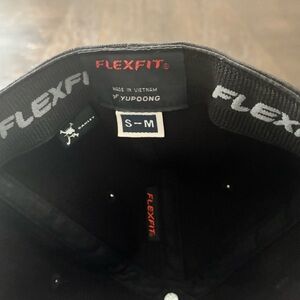 FLEXFIT®
MADE IN VIETNAM
BY YUPOONG
S-M
FLEXFI
FLEXF
FLEXFIT®